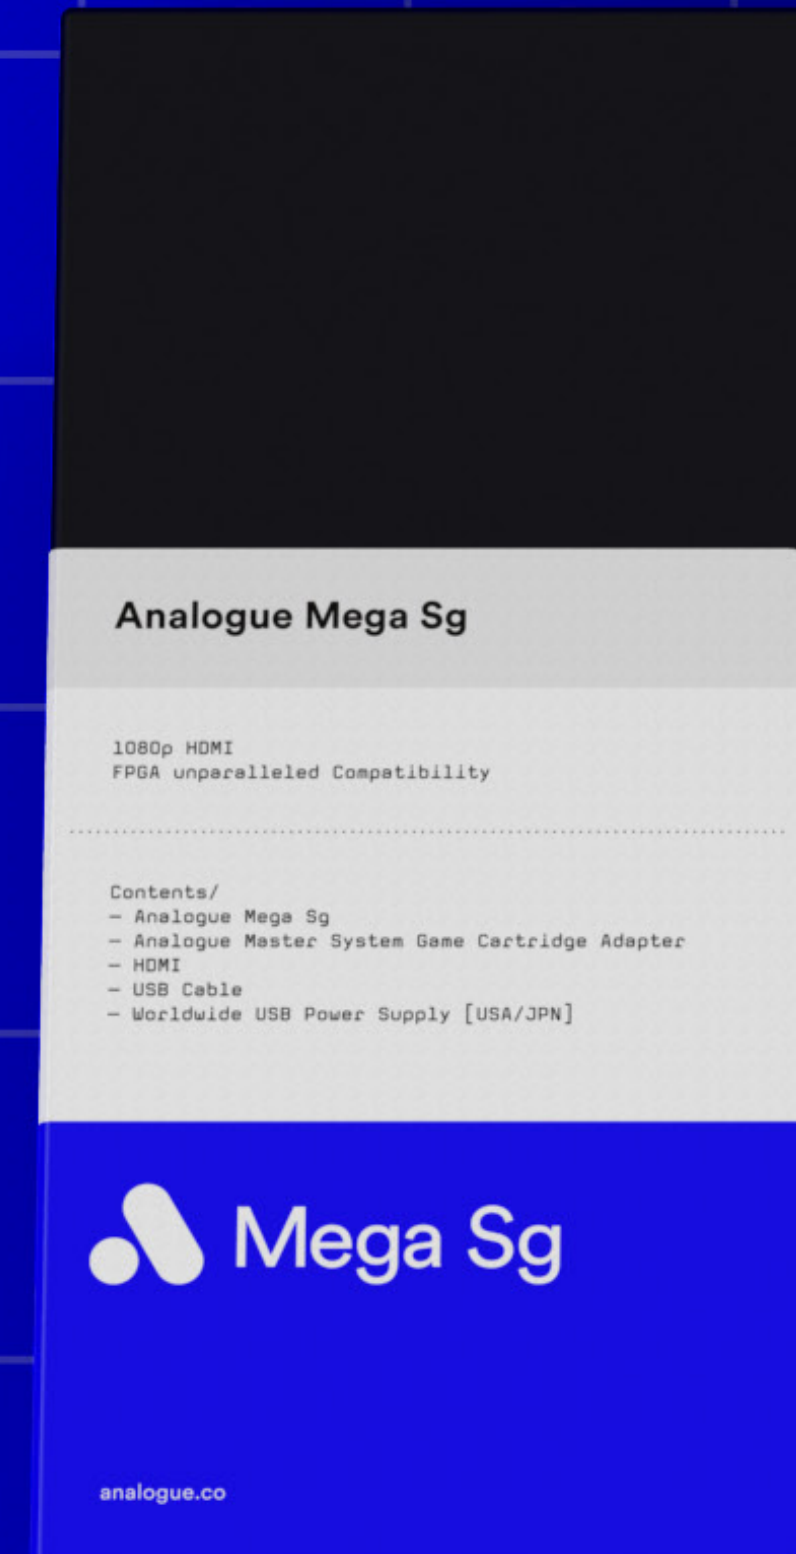 Analogue Mega Sg
1080p HDMI
FPGA unparalleled Compatibility
Contents/
— Analogue Mega Sg
— Analogue Master System Game Cartridge Adapter
— HDMI
— USB Cable
— Worldwide USB Power Supply [USA/JPN]
Mega Sg
analogue.co